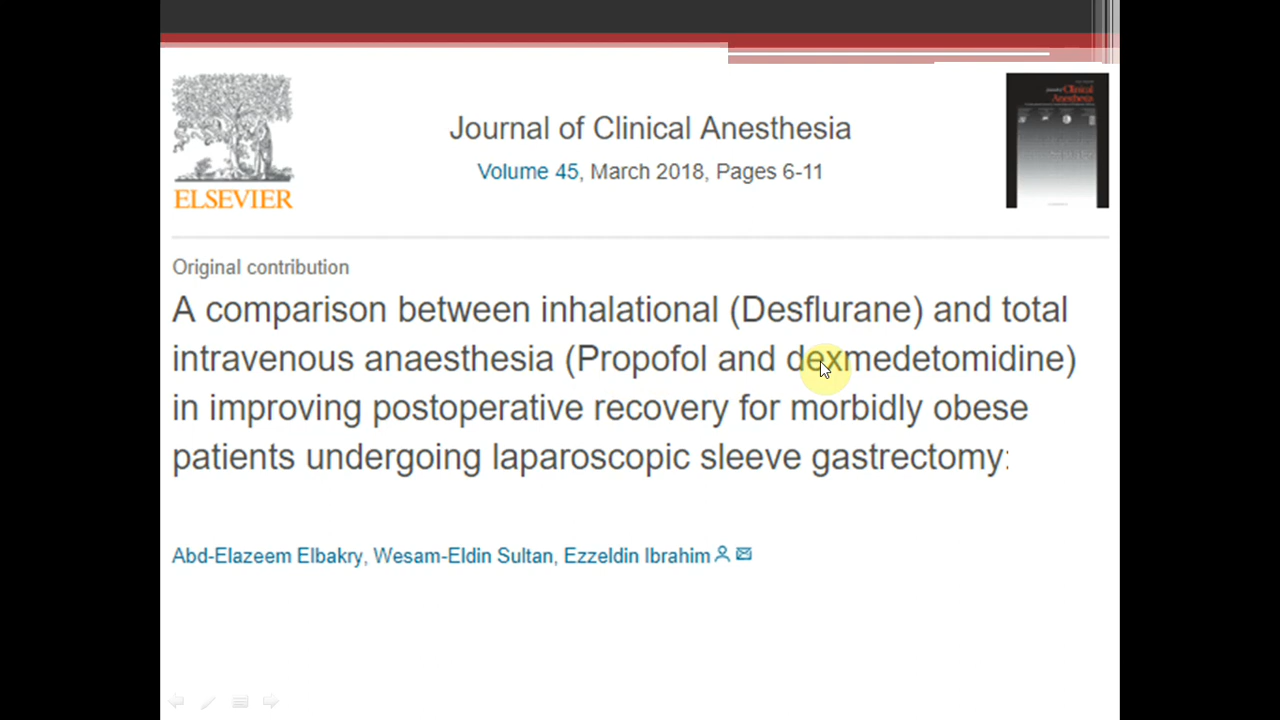 ELSEVIER
Journal of Clinical Anesthesia
Volume 45, March 2018, Pages 6-11
Clinical
Anesthesia
Original contribution
A comparison between inhalational (Desflurane) and total
intravenous anaesthesia (Propofol and dexmedetomidine)
in improving postoperative recovery for morbidly obese
patients undergoing laparoscopic sleeve gastrectomy:
Abd-Elazeem Elbakry, Wesam-Eldin Sultan, Ezzeldin Ibrahim